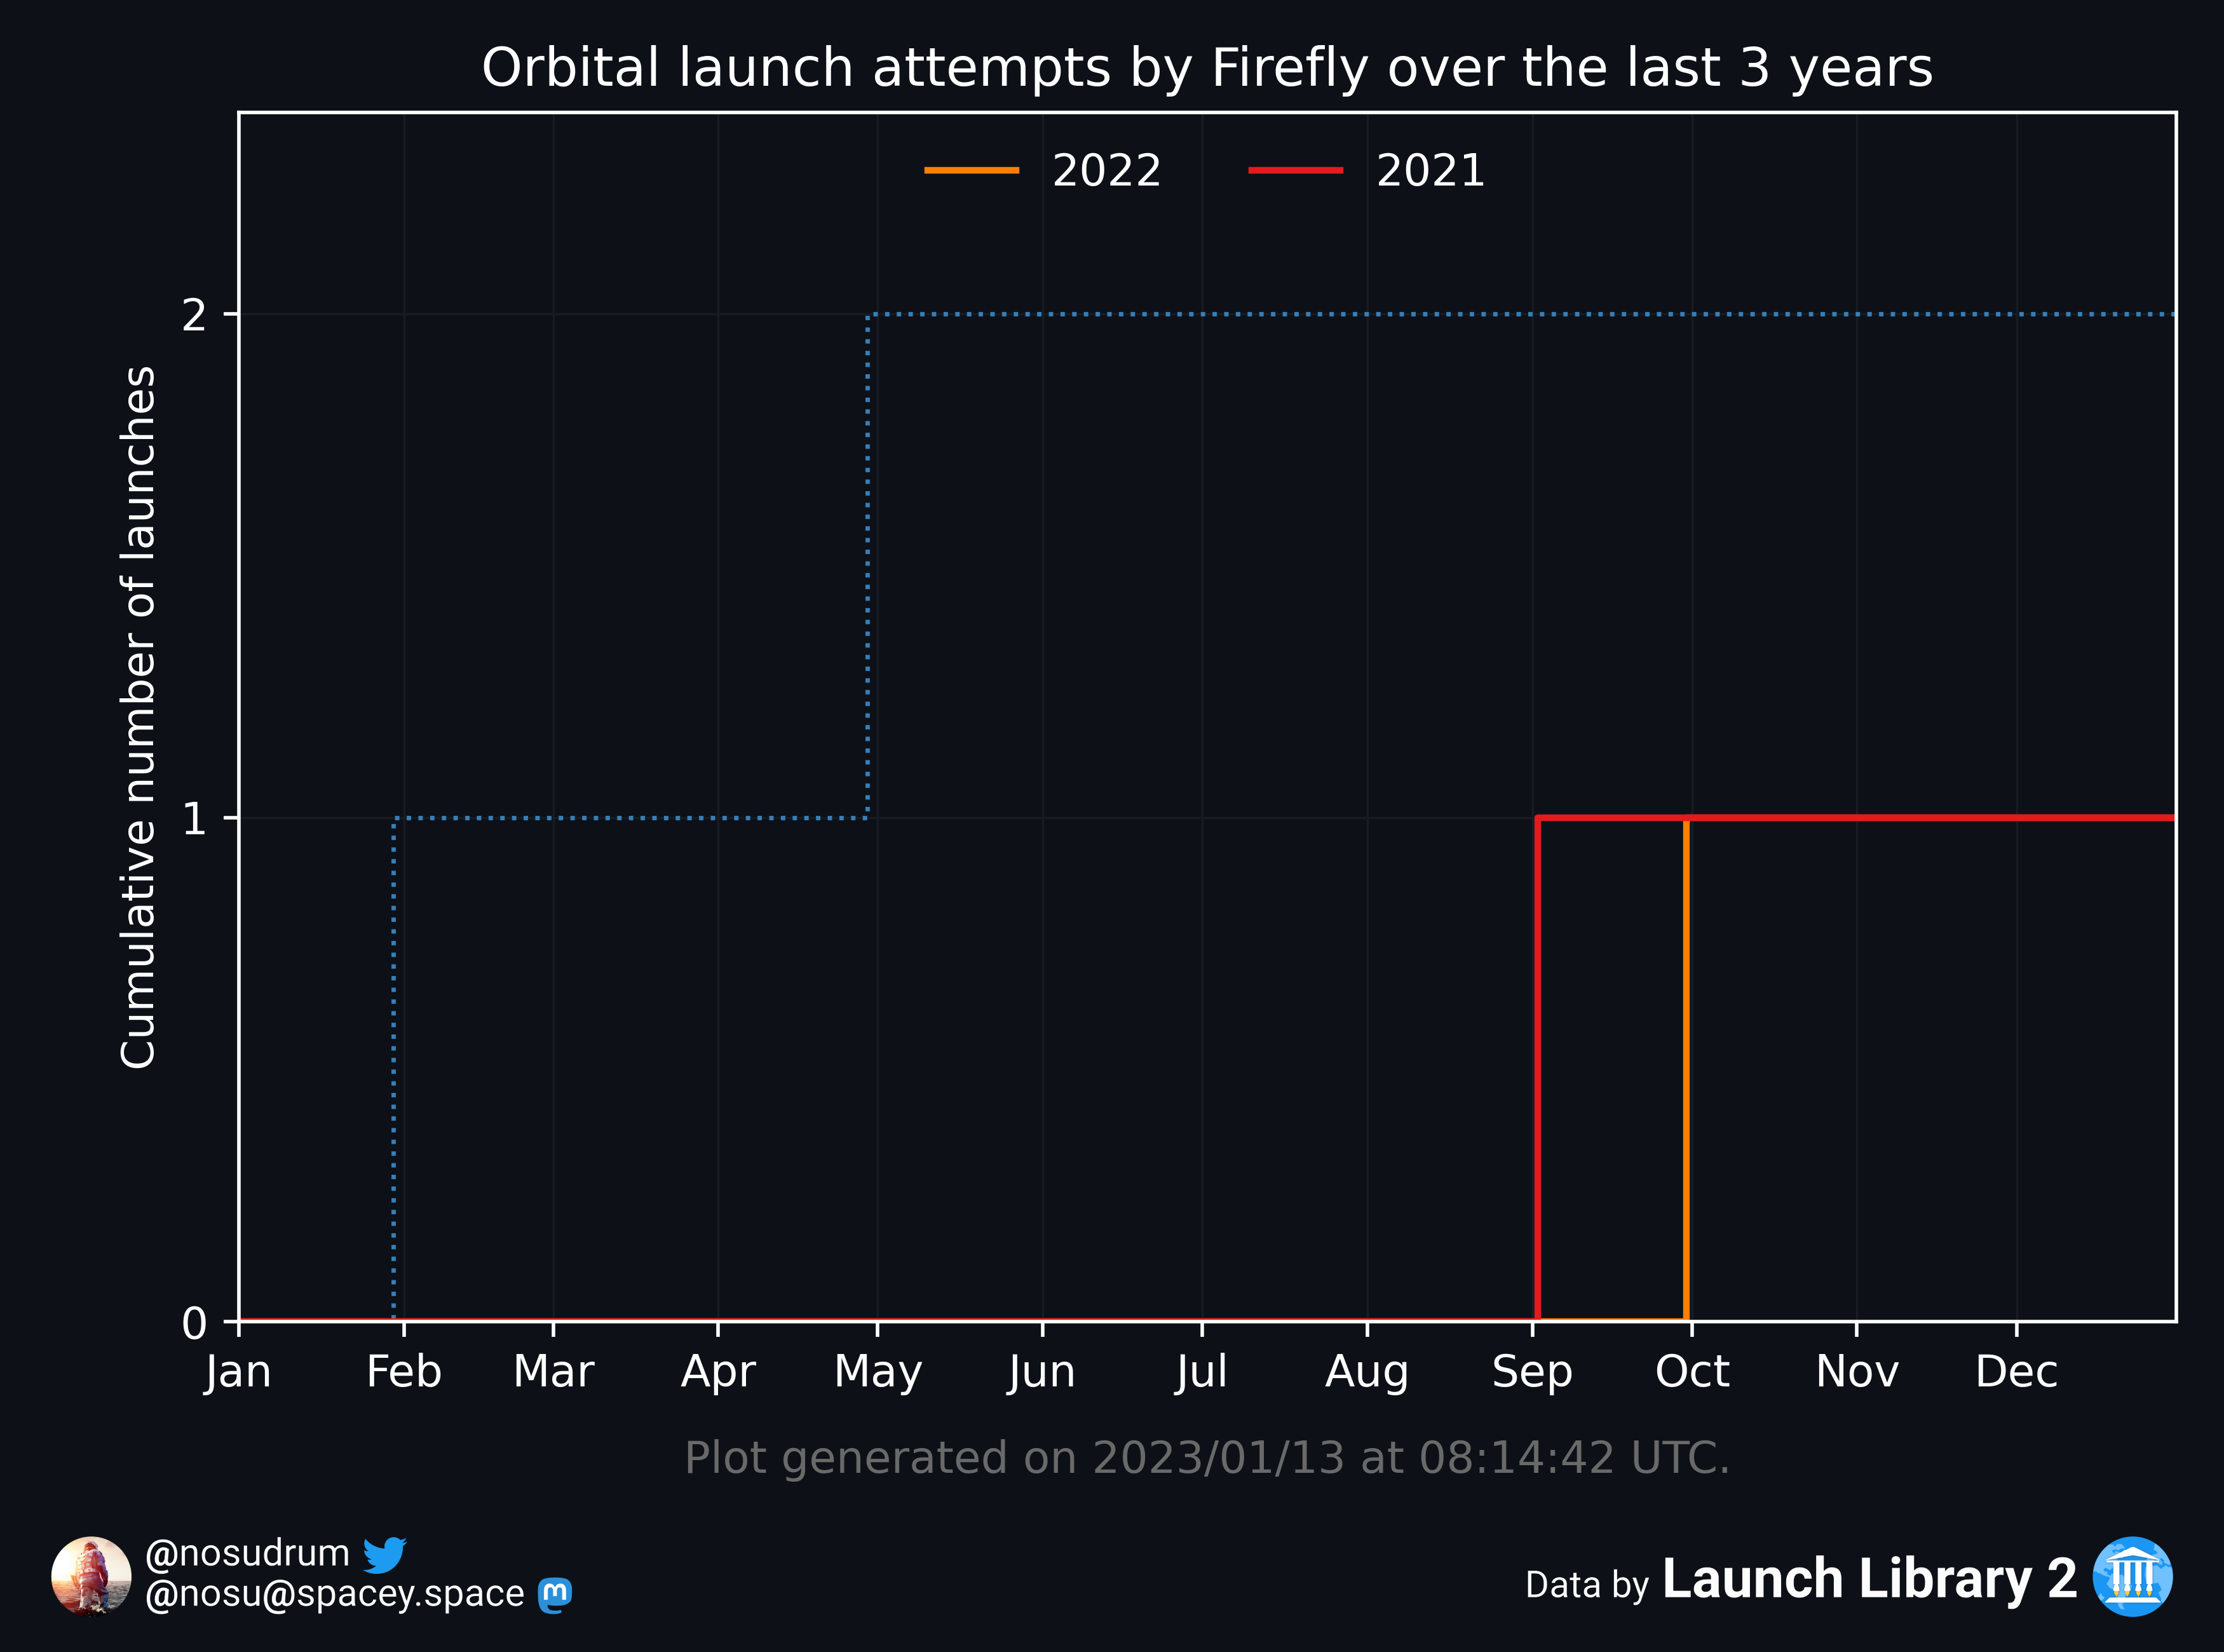 Orbital launch attempts by Firefly over the last 3 years
2022 2021
Cumulative number of launches
2
1
0
Jan Feb Mar Apr May Jun Jul Aug Sep Oct Nov Dec
Plot generated on 2023/01/13 at 08:14:42 UTC.
@nosudrum
@nosu@spacey.space
Data by Launch Library 2